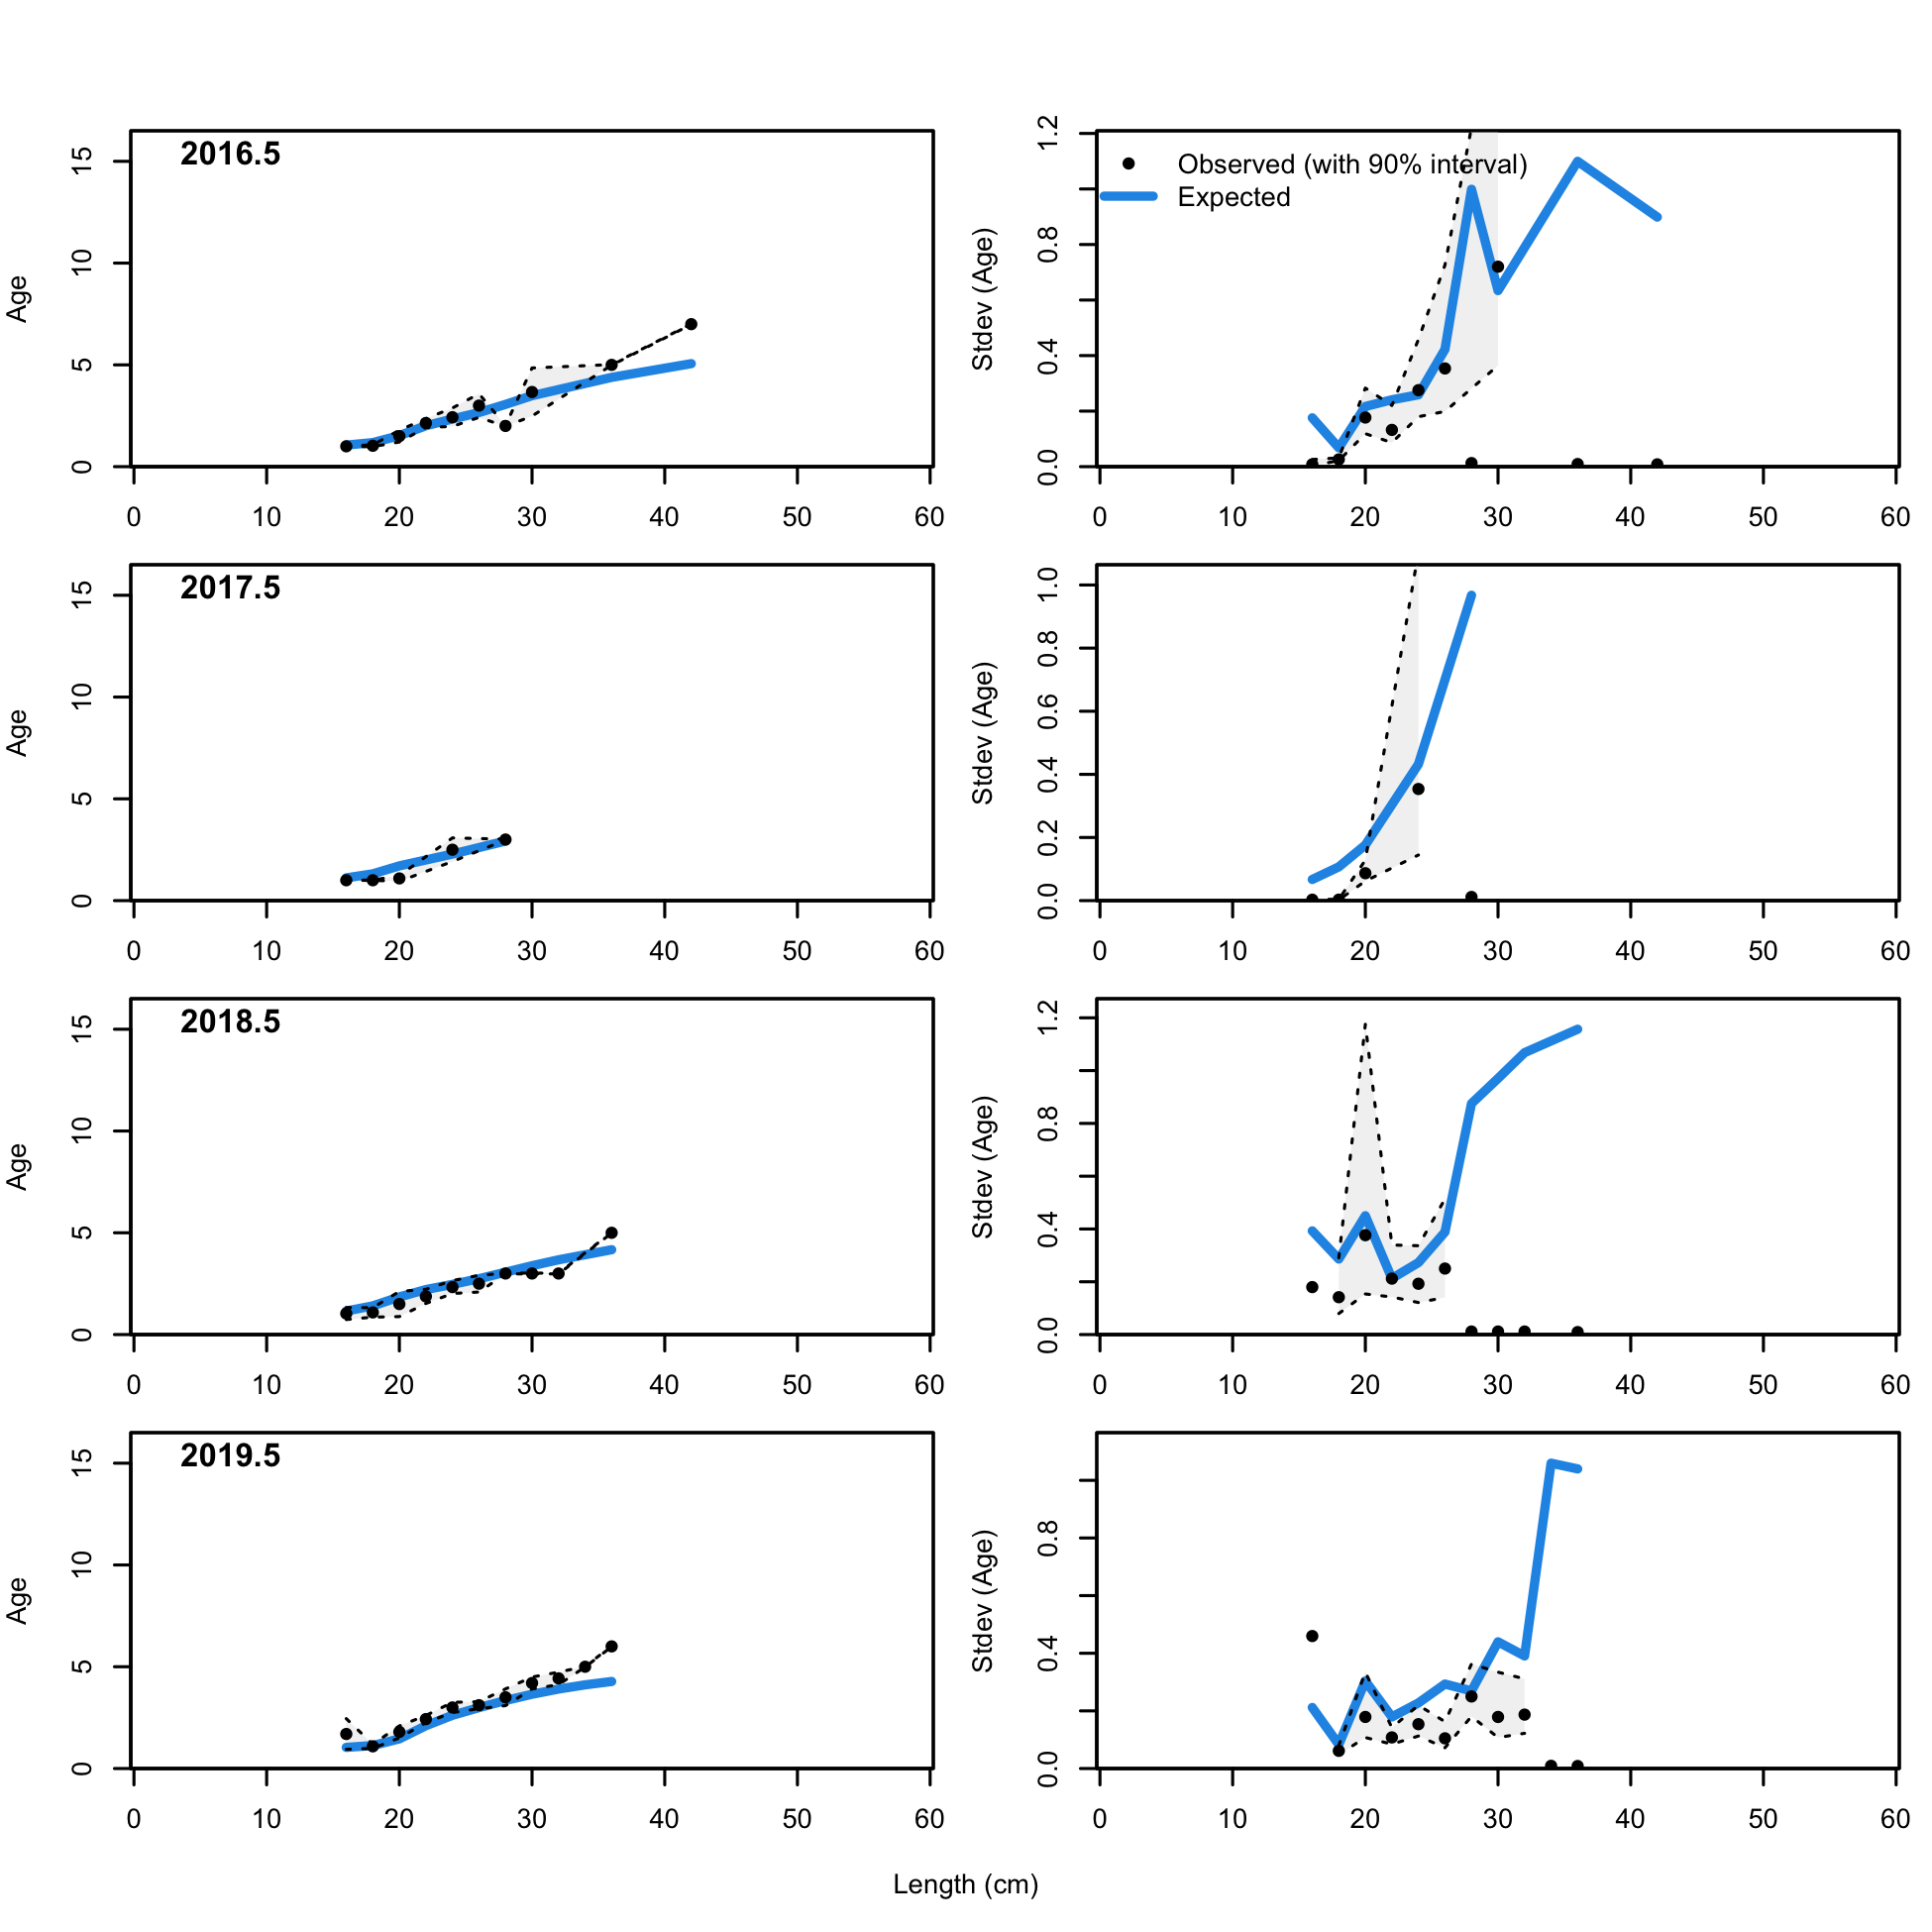 2016.5
Age
0 5 10 15
0 10 20 30 40 50 60
Observed (with 90% interval)
Expected
Stdev (Age)
0.0 0.4 0.8 1.2
0 10 20 30 40 50 60
2017.5
Age
0 5 10 15
0 10 20 30 40 50 60
Stdev (Age)
0.0 0.2 0.4 0.6 0.8 1.0
0 10 20 30 40 50 60
2018.5
Age
0 5 10 15
0 10 20 30 40 50 60
Stdev (Age)
0.0 0.4 0.8 1.2
0 10 20 30 40 50 60
2019.5
Age
0 5 10 15
0 10 20 30 40 50 60
Stdev (Age)
0.0 0.4 0.8
0 10 20 30 40 50 60
Length (cm)